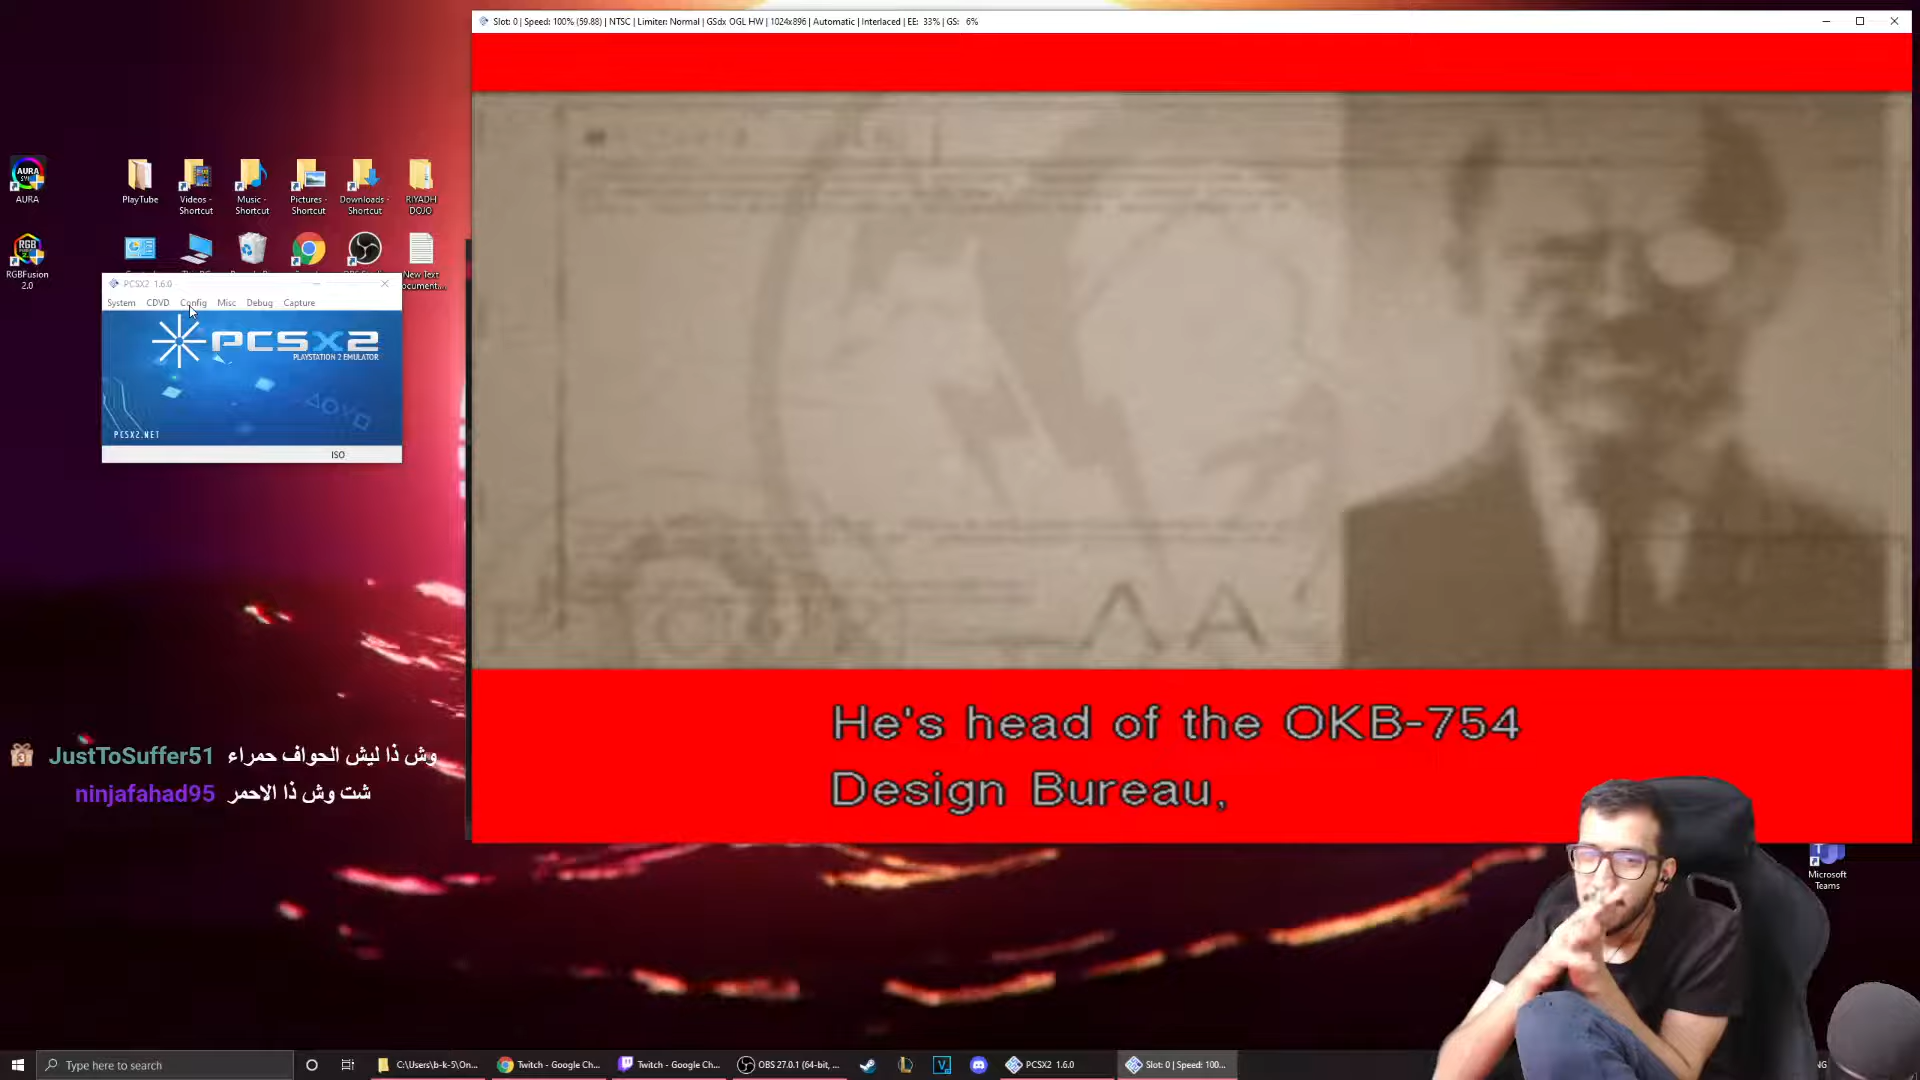 Slot: 0 | Speed: 100% (59.88) | NTSC | Limiter: Normal | GSdx OGL HW | 1024x896 | Automatic | Interlaced | EE: 33% | GS: 6%
AURA
PlayTube
Videos - Shortcut
Music - Shortcut
Pictures - Shortcut
Downloads - Shortcut
RIYADH DOJO
RGBFusion 2.0
New Text
PCSX2 1.6.0
System CDVD Config Misc Debug Capture
PCSX2
PLAYSTATION 2 EMULATOR
PCSX2.NET
ISO
He's head of the OKB-754
Design Bureau,
JustToSuffer51 وش ذا ليش الحواف حمراء
ninjafahad95 شت وش ذا الاحمر
Microsoft Teams
Type here to search
C:\Users\b-k-5\On...
Twitch - Google Ch...
Twitch - Google Ch...
OBS 27.0.1 (64-bit, ...
PCSX2 1.6.0
Slot: 0 | Speed: 100...